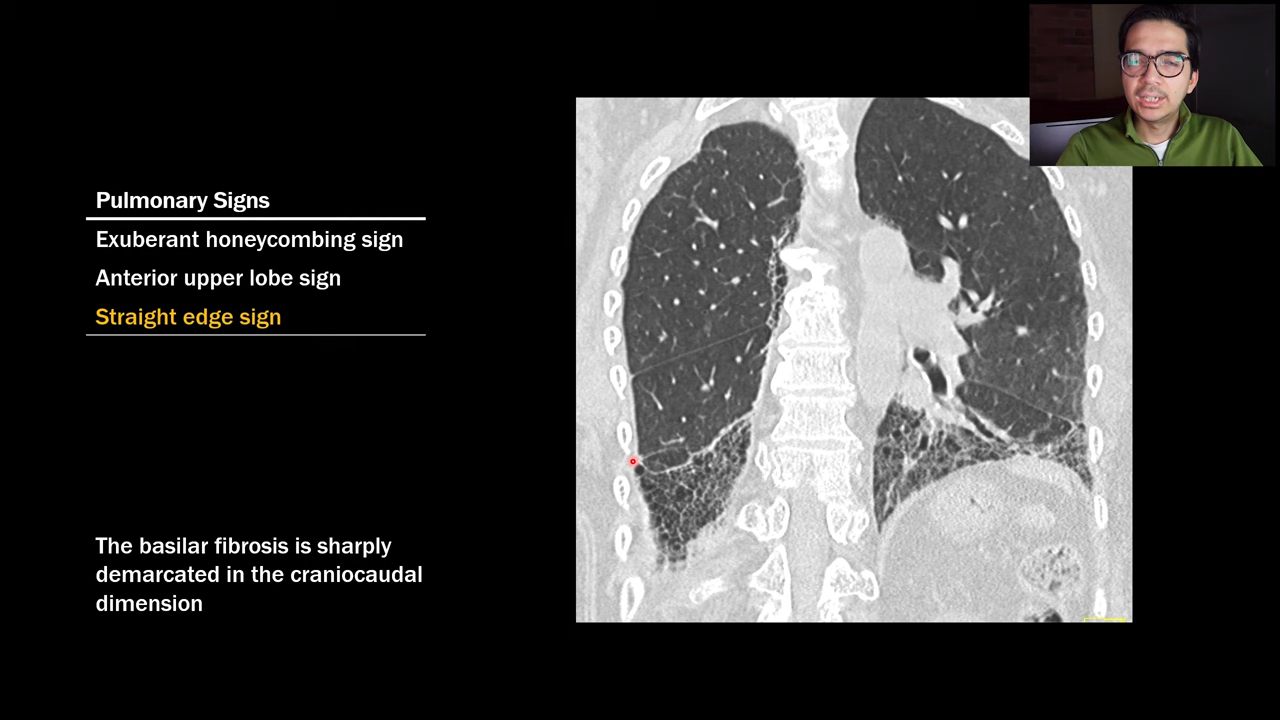 Pulmonary Signs
Exuberant honeycombing sign
Anterior upper lobe sign
Straight edge sign
The basilar fibrosis is sharply
demarcated in the craniocaudal
dimension